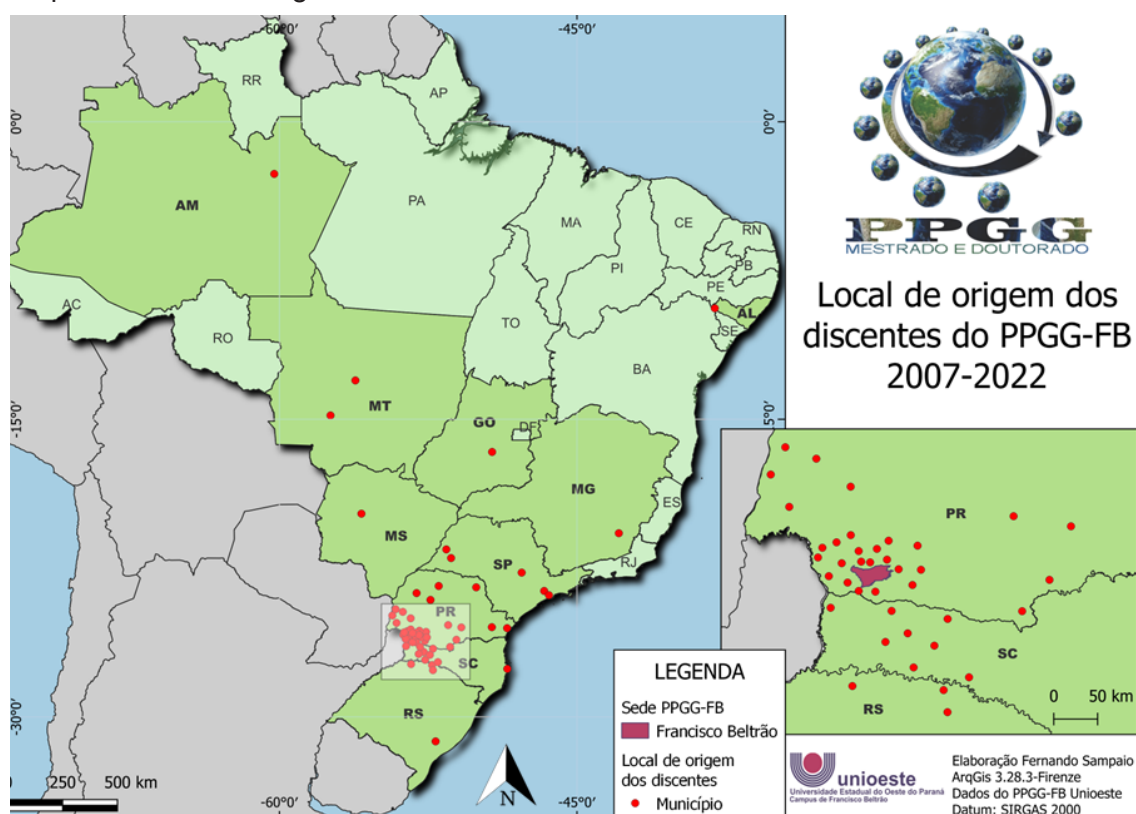 -60°0'
-45°0'
RR
AP
0°0'
0°0'
AM
PA
MA
CE
RN
PB
PI
PE
AC
AL
SE
RO
TO
BA
MT
-15°0'
5°0'
GO
DF
MG
MS
ES
SP
RJ
PR
SC
RS
-30°0'
250 500 km
-60°0'
-45°0'
N
PPGG
MESTRADO E DOUTORADO
Local de origem dos
discentes do PPGG-FB
2007-2022
PR
SC
RS
0 50 km
LEGENDA
Sede PPGG-FB
Francisco Beltrão
Local de origem
dos discentes
Município
unioeste
Universidade Estadual do Oeste do Paraná
Campus de Francisco Beltrão
Elaboração Fernando Sampaio
ArqGis 3.28.3-Firenze
Dados do PPGG-FB Unioeste
Datum: SIRGAS 2000